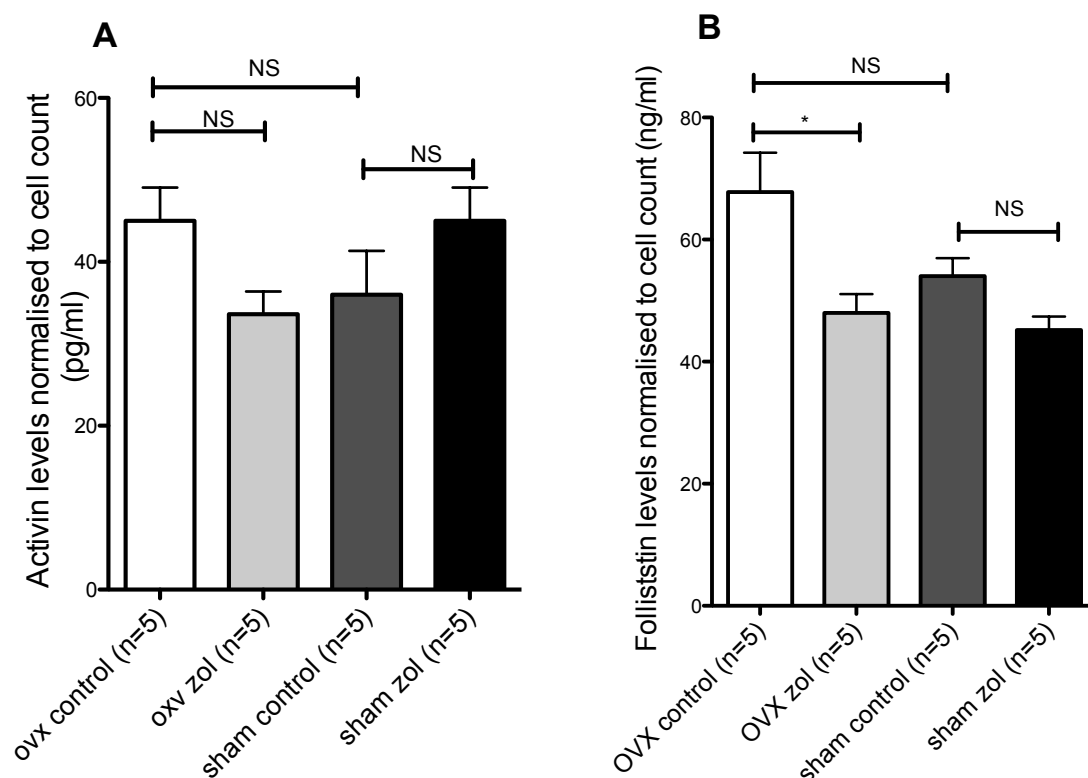 A
NS
NS
NS
60
40
20
0
Activin levels normalised to cell count
(pg/ml)
ovx control (n=5)
oxv zol (n=5)
sham control (n=5)
sham zol (n=5)
B
NS
*
NS
80
60
40
20
0
Folliststin levels normalised to cell count (ng/ml)
OVX control (n=5)
OVX zol (n=5)
sham control (n=5)
sham zol (n=5)